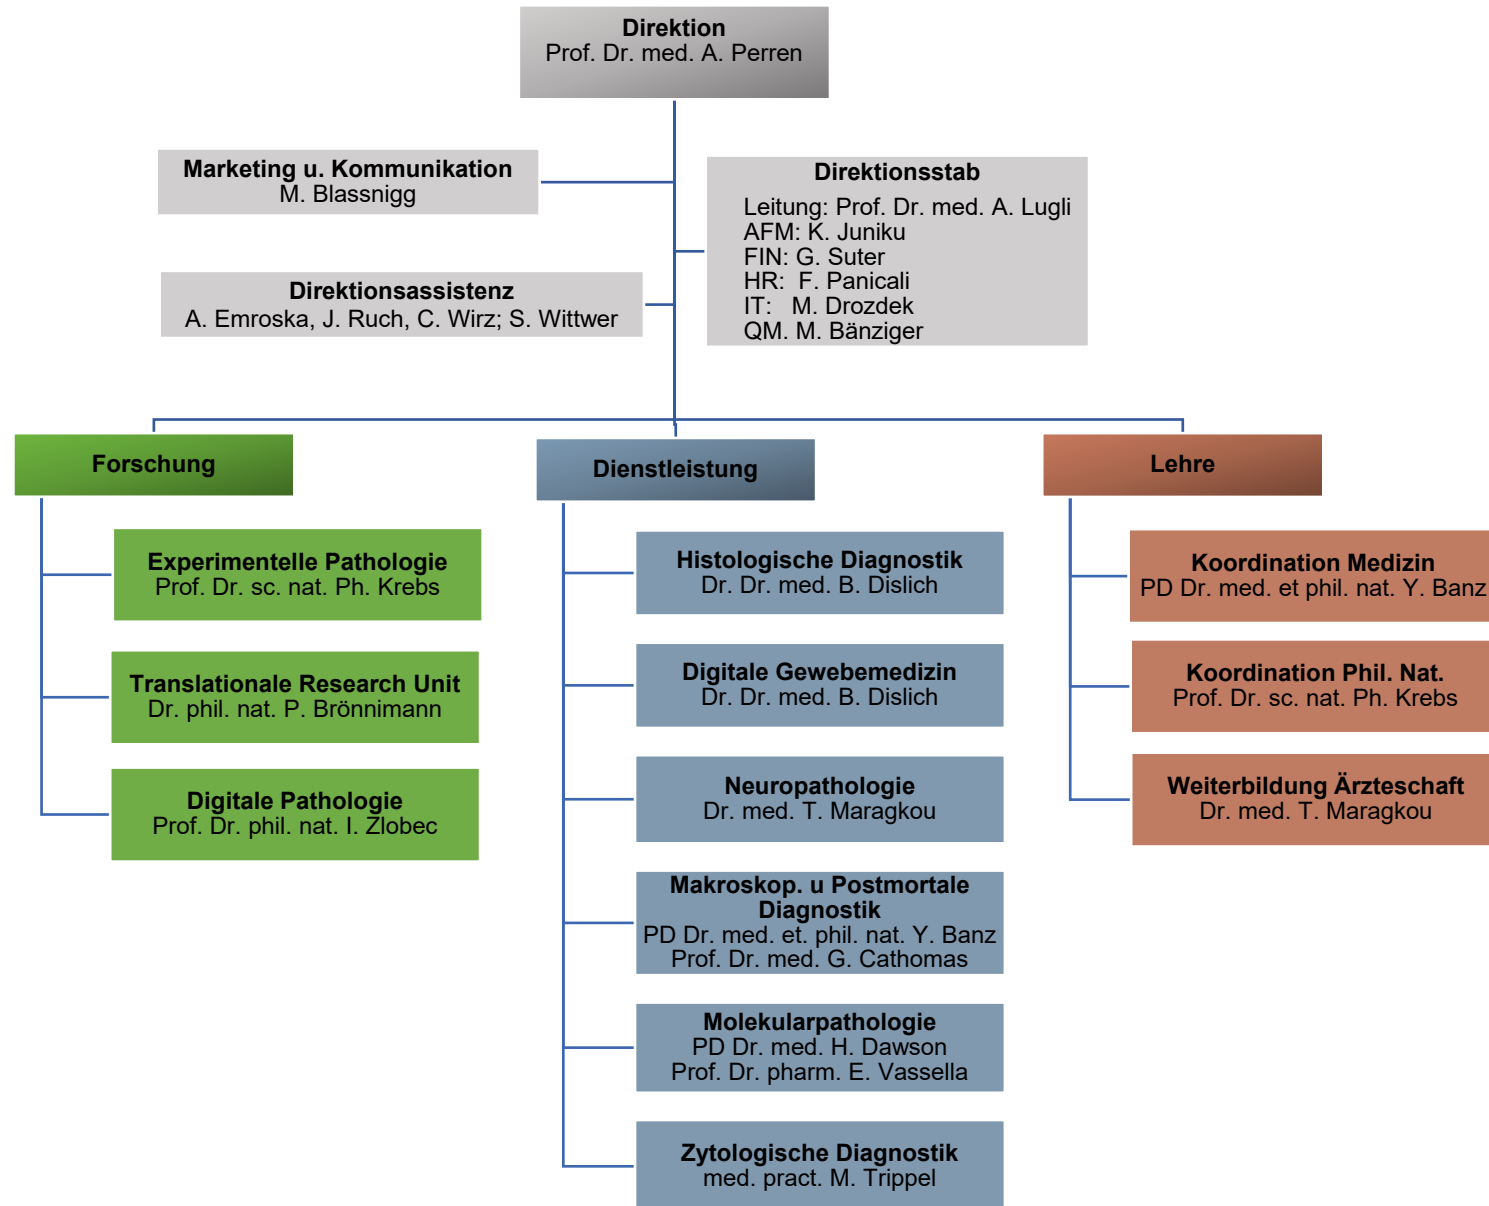 Direktion
Prof. Dr. med. A. Perren
Marketing u. Kommunikation
M. Blassnigg
Direktionsstab
Leitung: Prof. Dr. med. A. Lugli
AFM: K. Juniku
FIN: G. Suter
HR: F. Panicali
IT: M. Drozdek
QM. M. Bänziger
Direktionsassistenz
A. Emroska, J. Ruch, C. Wirz; S. Wittwer
Forschung
Experimentelle Pathologie
Prof. Dr. sc. nat. Ph. Krebs
Translationale Research Unit
Dr. phil. nat. P. Brönnimann
Digitale Pathologie
Prof. Dr. phil. nat. I. Zlobec
Dienstleistung
Histologische Diagnostik
Dr. Dr. med. B. Dislich
Digitale Gewebemedizin
Dr. Dr. med. B. Dislich
Neuropathologie
Dr. med. T. Maragkou
Makroskop. u Postmortale
Diagnostik
PD Dr. med. et. phil. nat. Y. Banz
Prof. Dr. med. G. Cathomas
Molekularpathologie
PD Dr. med. H. Dawson
Prof. Dr. pharm. E. Vassella
Zytologische Diagnostik
med. pract. M. Trippel
Lehre
Koordination Medizin
PD Dr. med. et phil. nat. Y. Banz
Koordination Phil. Nat.
Prof. Dr. sc. nat. Ph. Krebs
Weiterbildung Ärzteschaft
Dr. med. T. Maragkou